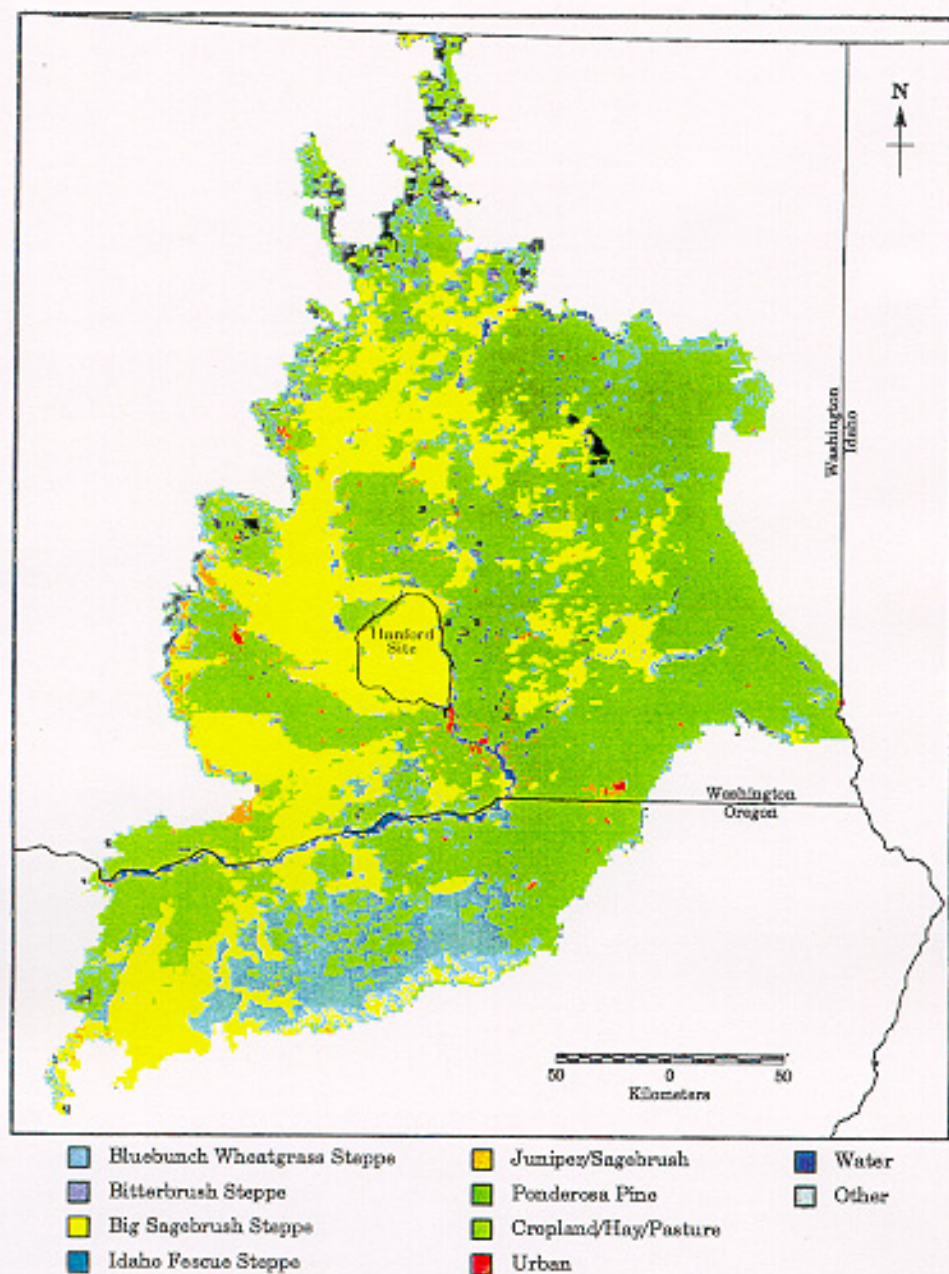 N
Washington
Idaho
Hanford
Site
Washington
Oregon
50 0 50
Kilometers
Bluebunch Wheatgrass Steppe
Bitterbrush Steppe
Big Sagebrush Steppe
Idaho Fescue Steppe
Juniper/Sagebrush
Ponderosa Pine
Cropland/Hay/Pasture
Urban
Water
Other